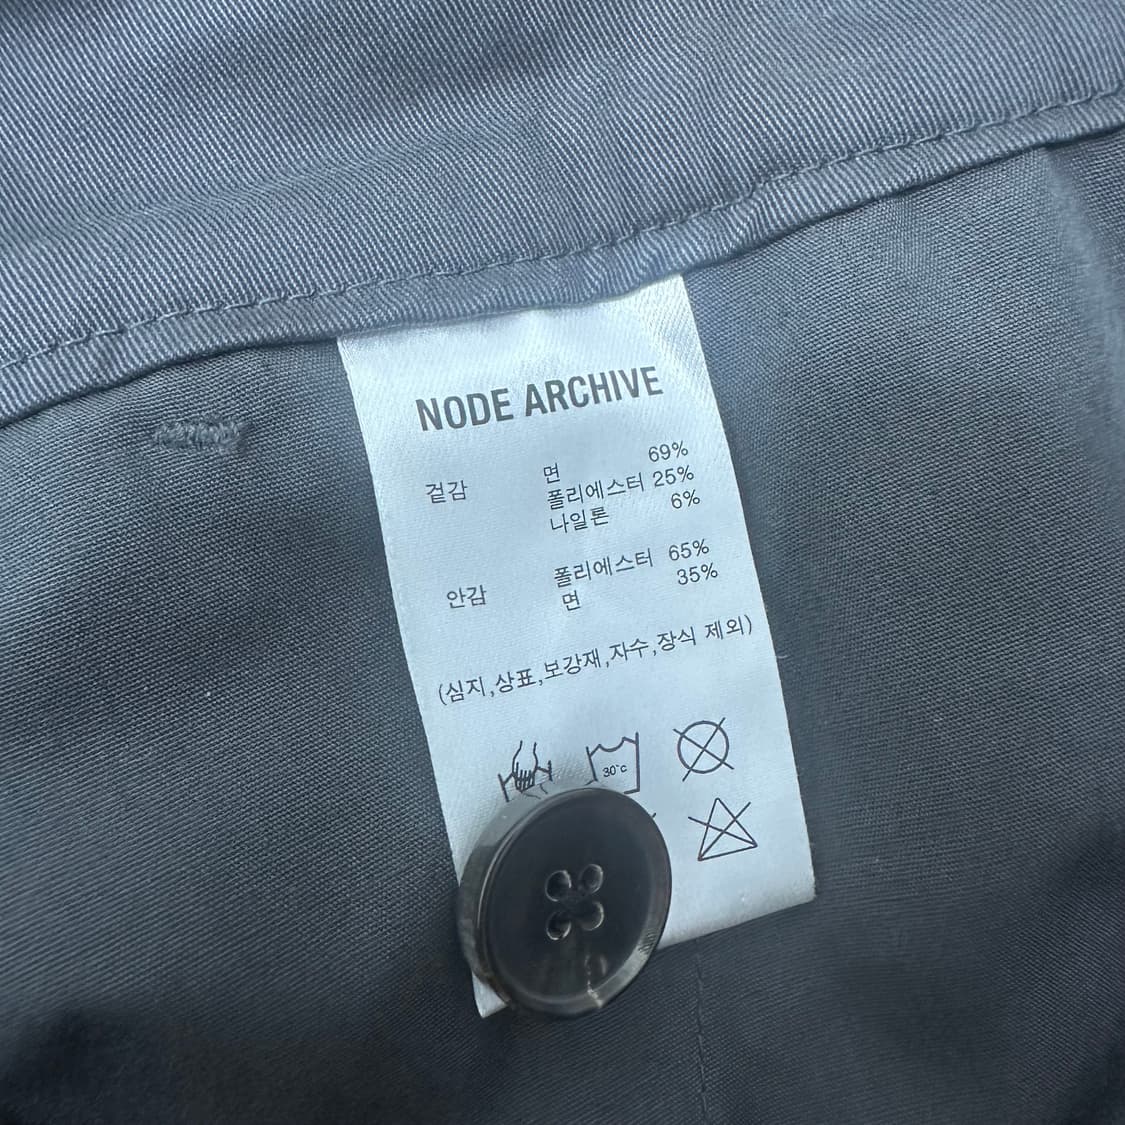 NODE ARCHIVE
겉감 면 69%
폴리에스터 25%
나일론 6%
안감 폴리에스터 65%
면 35%
(심지,상표,보강재,자수,장식 제외)
30°c